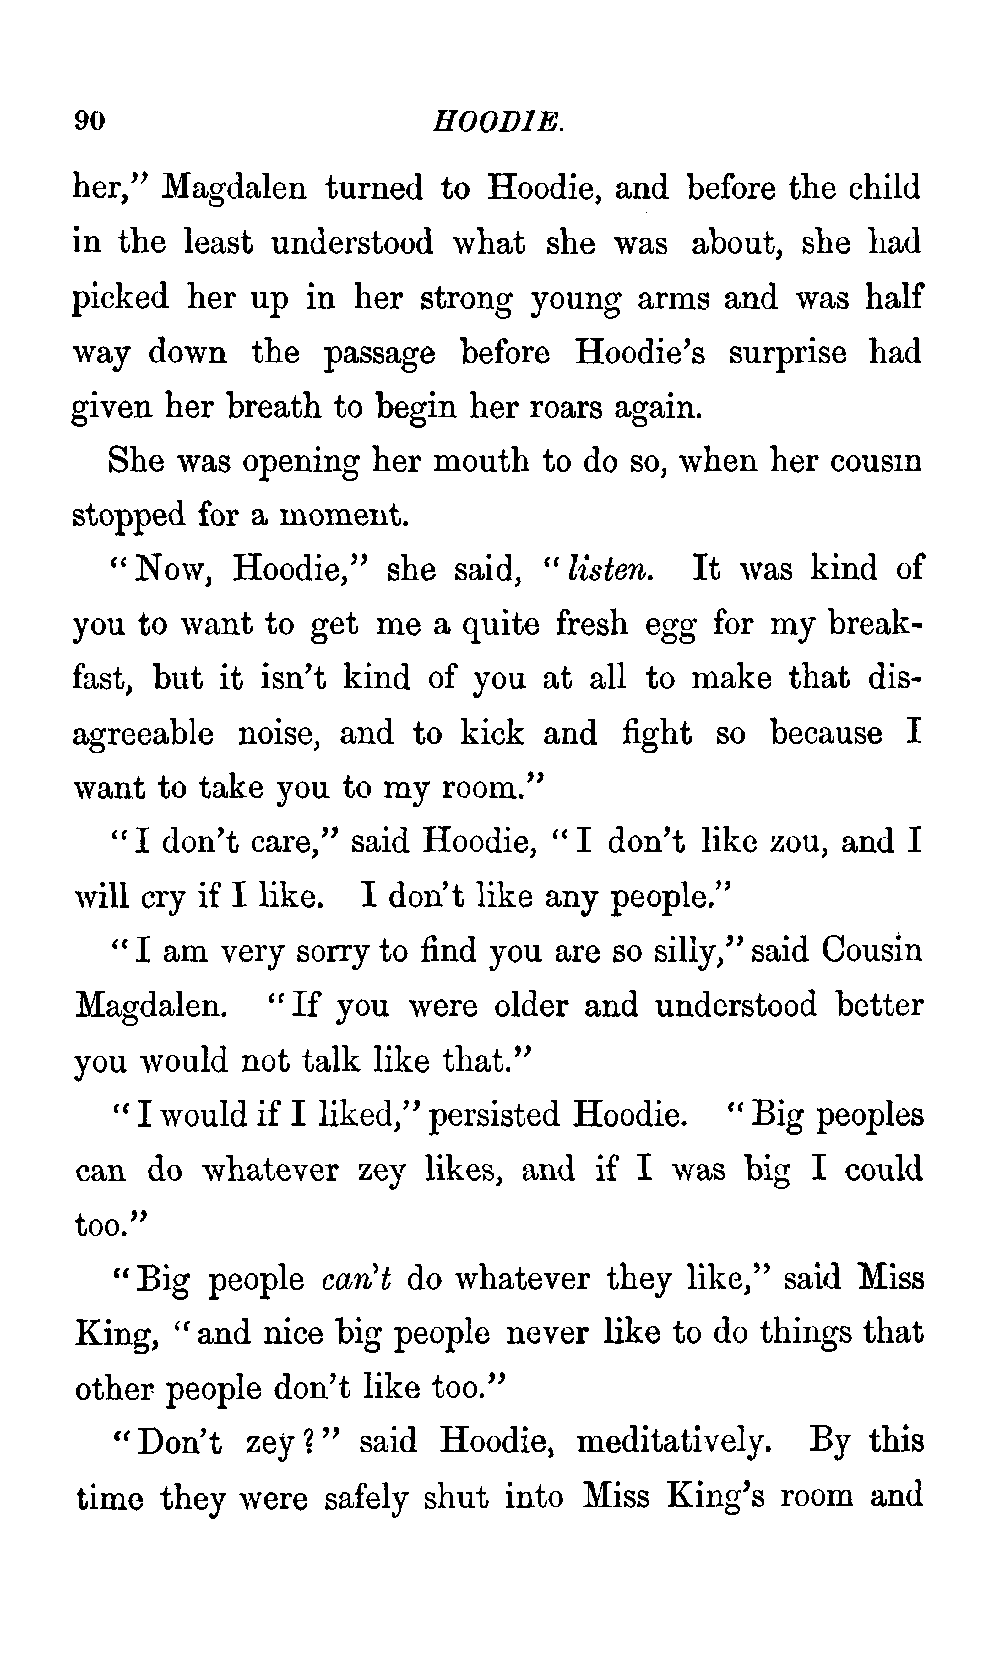 90 HOODIE.
her," Magdalen turned to Hoodie, and before the child
in the least understood what she was about, she had
picked her up in her strong young arms and was half
way down the passage before Hoodie's surprise had
given her breath to begin her roars again.
She was opening her mouth to do so, when her cousin
stopped for a moment.
"Now, Hoodie," she said, "listen. It was kind of
you to want to get me a quite fresh egg for my break-
fast, but it isn't kind of you at all to make that dis-
agreeable noise, and to kick and fight so because I
want to take you to my room."
"I don't care," said Hoodie, "I don't like zou, and I
will cry if I like. I don't like any people."
"I am very sorry to find you are so silly," said Cousin
Magdalen. "If you were older and understood better
you would not talk like that."
"I would if I liked," persisted Hoodie. "Big peoples
can do whatever zey likes, and if I was big I could
too."
"Big people can't do whatever they like," said Miss
King, "and nice big people never like to do things that
other people don't like too."
"Don't zey?" said Hoodie, meditatively. By this
time they were safely shut into Miss King's room and